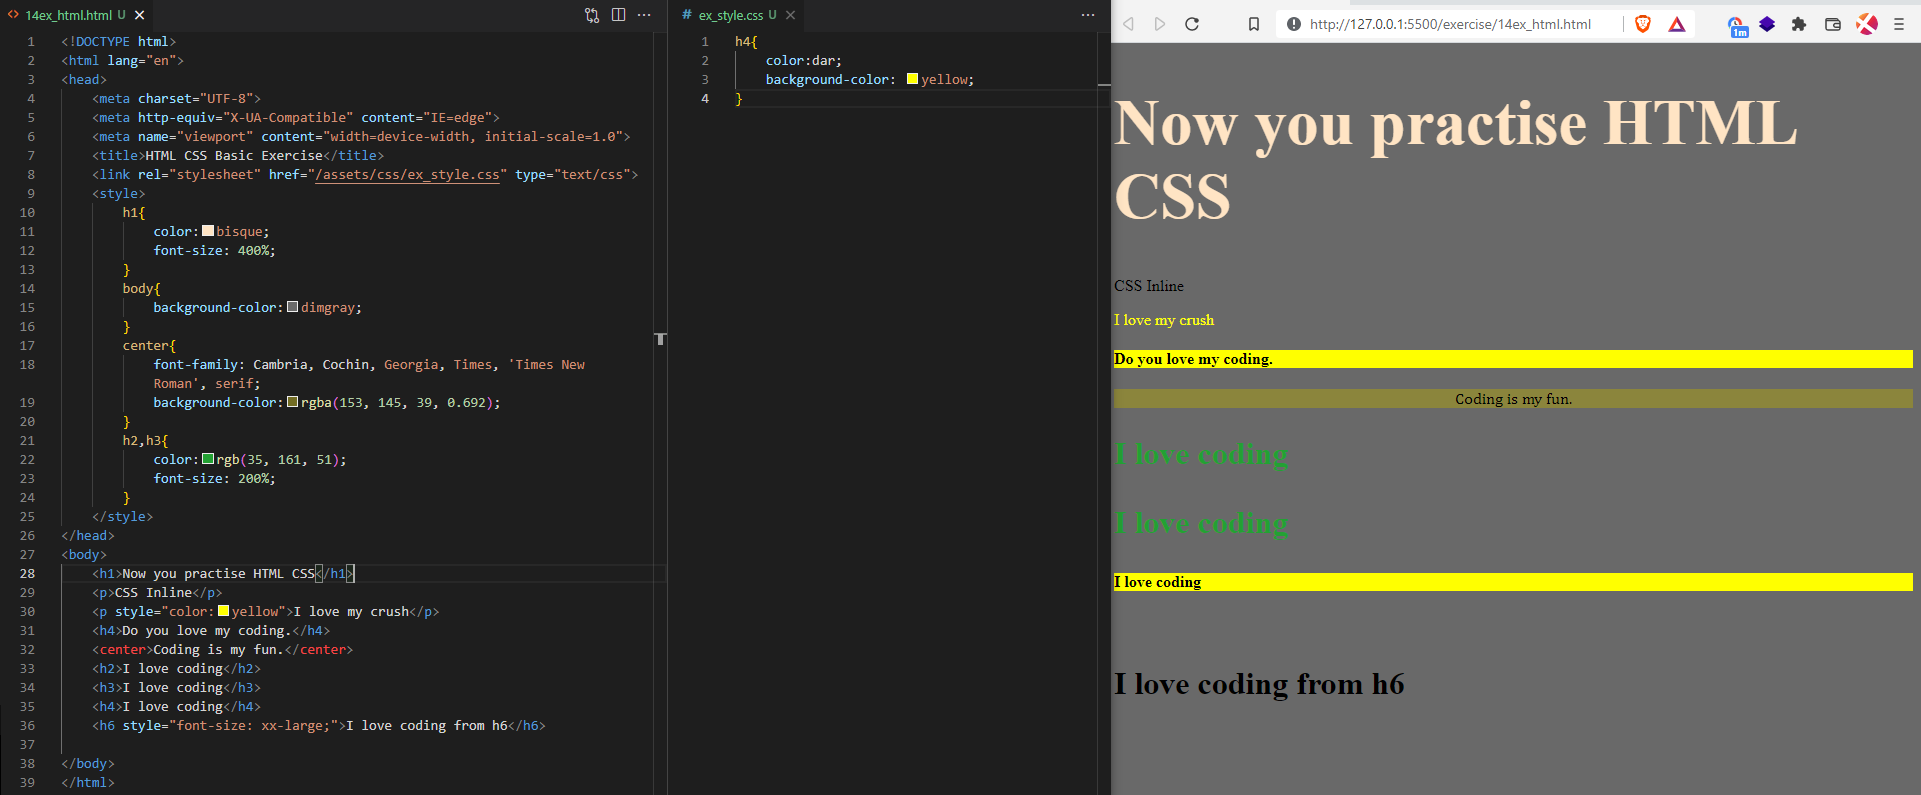 14ex_html.html U
1 <!DOCTYPE html>
2 <html lang="en">
3 <head>
4 <meta charset="UTF-8">
5 <meta http-equiv="X-UA-Compatible" content="IE=edge">
6 <meta name="viewport" content="width=device-width, initial-scale=1.0">
7 <title>HTML CSS Basic Exercise</title>
8 <link rel="stylesheet" href="/assets/css/ex_style.css" type="text/css">
9 <style>
10 h1{
11 color:bisque;
12 font-size: 400%;
13 }
14 body{
15 background-color:dimgray;
16 }
17 center{
18 font-family: Cambria, Cochin, Georgia, Times, 'Times New
Roman', serif;
19 background-color:rgba(153, 145, 39, 0.692);
20 }
21 h2,h3{
22 color:rgb(35, 161, 51);
23 font-size: 200%;
24 }
25 </style>
26 </head>
27 <body>
28 <h1>Now you practise HTML CSS</h1>
29 <p>CSS Inline</p>
30 <p style="color:yellow">I love my crush</p>
31 <h4>Do you love my coding.</h4>
32 <center>Coding is my fun.</center>
33 <h2>I love coding</h2>
34 <h3>I love coding</h3>
35 <h4>I love coding</h4>
36 <h6 style="font-size: xx-large;">I love coding from h6</h6>
37
38 </body>
39 </html>
# ex_style.css U
1 h4{
2 color:dar;
3 background-color: yellow;
4 }
http://127.0.0.1:5500/exercise/14ex_html.html
1m
Now you practise HTML
CSS
CSS Inline
I love my crush
Do you love my coding.
Coding is my fun.
I love coding
I love coding
I love coding
I love coding from h6